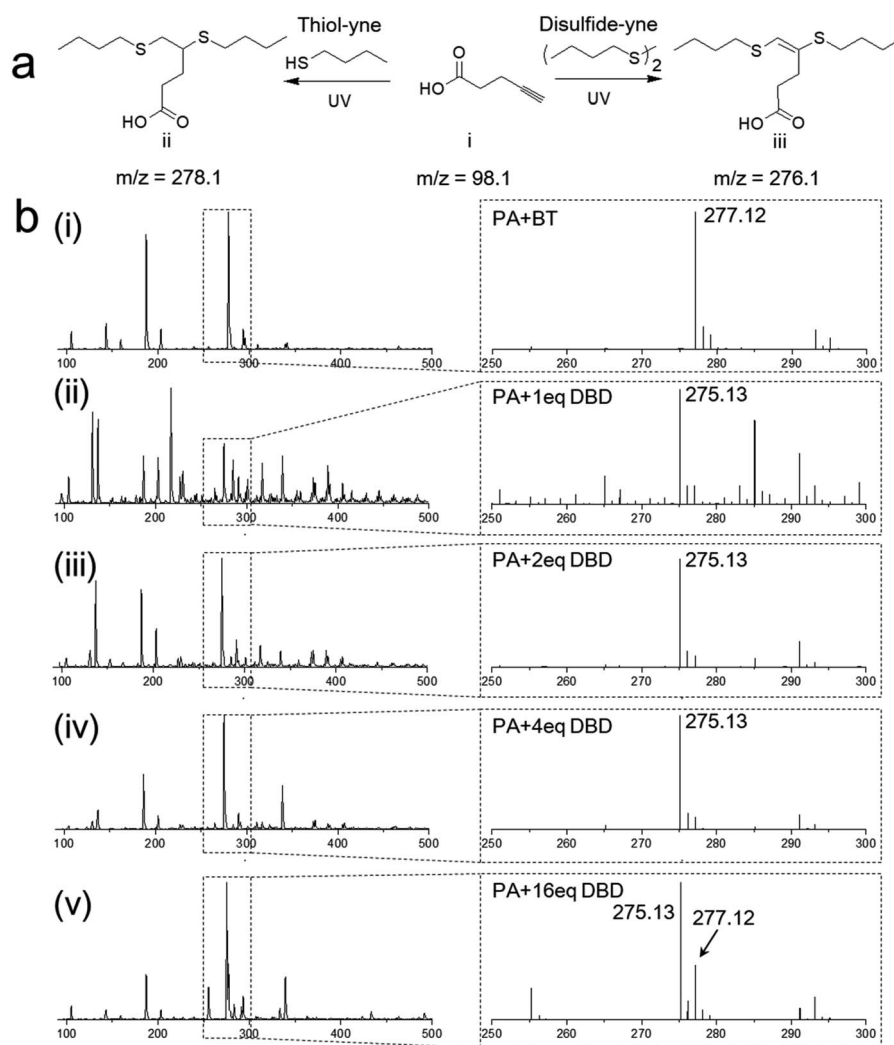 a
Thiol-yne
Disulfide-yne
S S
HS
O
HO
( S )2
S S
UV
UV
HO O
HO O
ii
i
iii
m/z = 278.1
m/z = 98.1
m/z = 276.1
b
(i)
PA+BT
277.12
100 200 300 400 500
250 260 270 280 290 300
(ii)
PA+1eq DBD
275.13
100 200 300 400 500
250 260 270 280 290 300
(iii)
PA+2eq DBD
275.13
100 200 300 400 500
250 260 270 280 290 300
(iv)
PA+4eq DBD
275.13
100 200 300 400 500
250 260 270 280 290 300
(v)
PA+16eq DBD
275.13
277.12
100 200 300 400 500
250 260 270 280 290 300